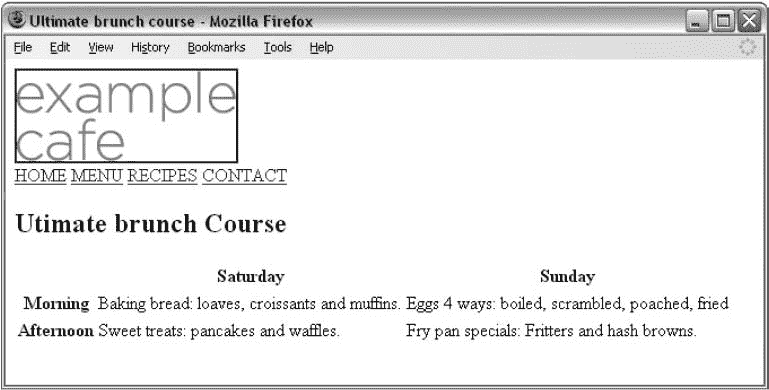 Ultimate brunch course - Mozilla Firefox
File Edit View History Bookmarks Tools Help
example
cafe
HOME MENU RECIPES CONTACT
Utimate brunch Course
Saturday Sunday
Morning Baking bread: loaves, croissants and muffins. Eggs 4 ways: boiled, scrambled, poached, fried
Afternoon Sweet treats: pancakes and waffles. Fry pan specials: Fritters and hash browns.